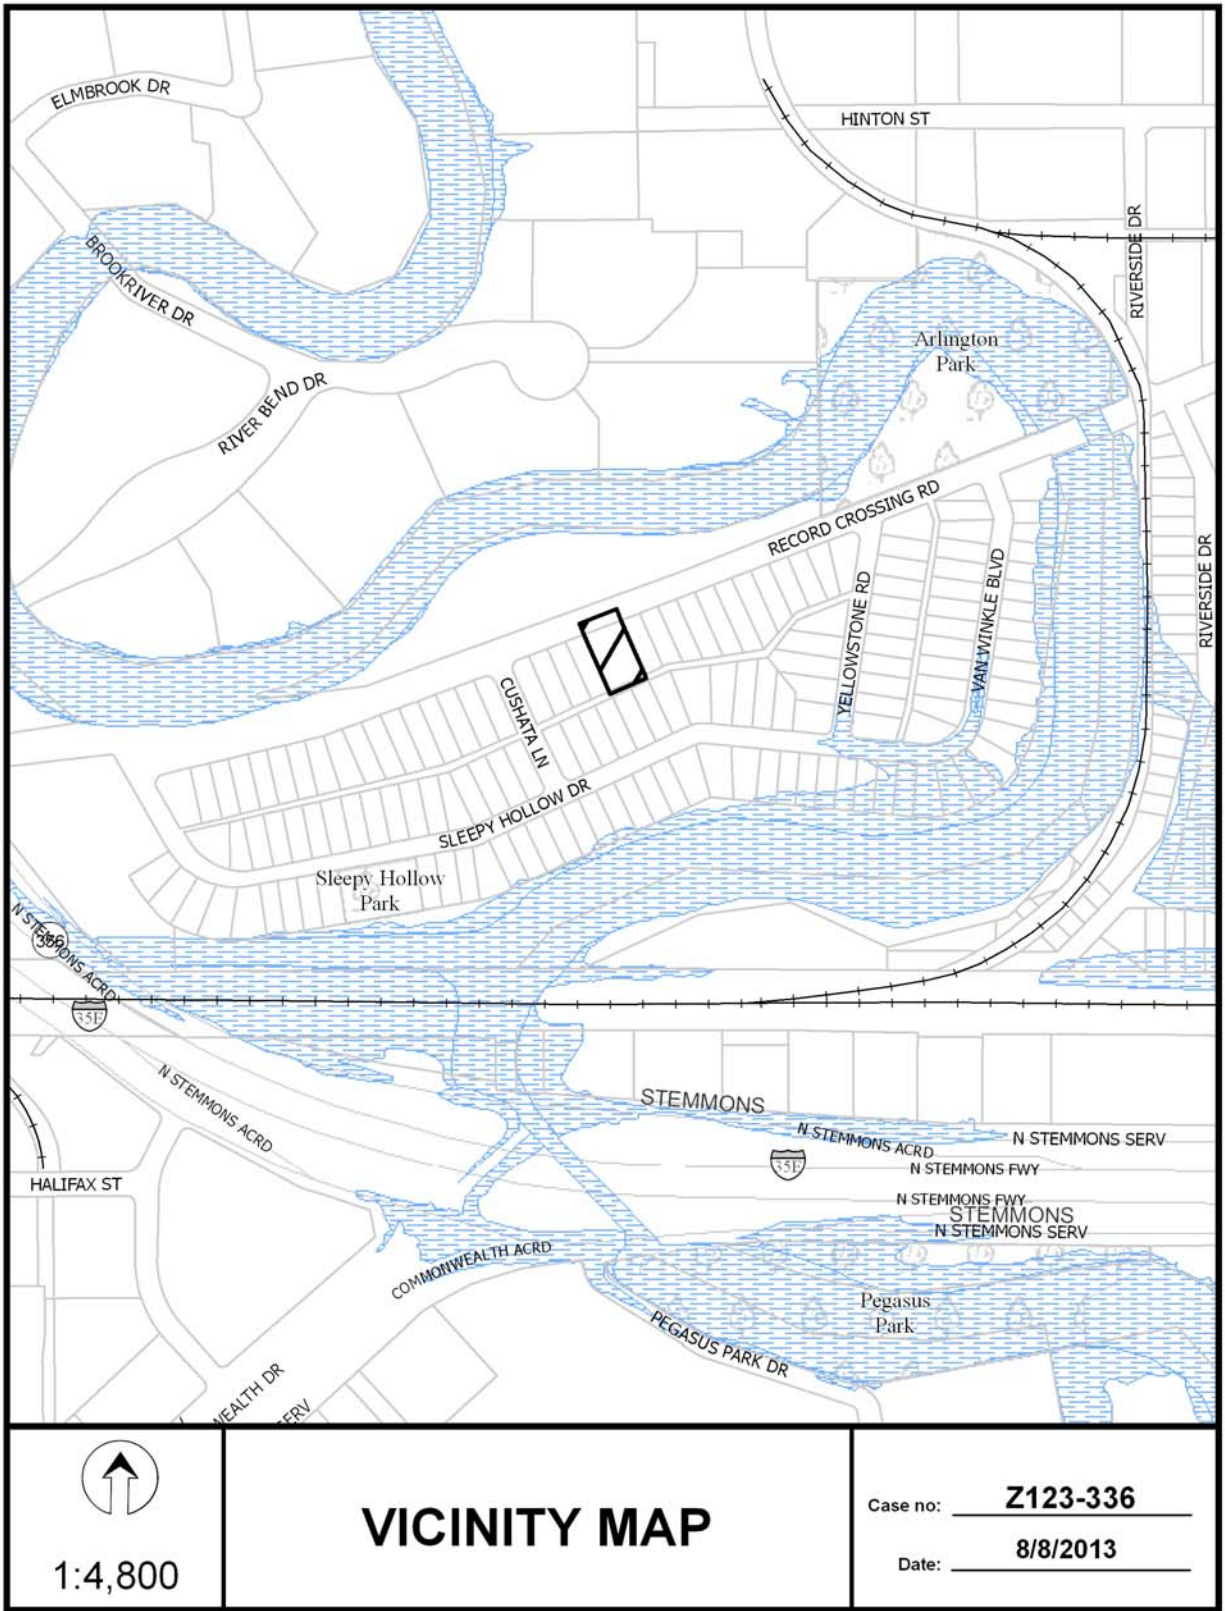 ELMBROOK DR
HINTON ST
RIVERSIDE DR
BROOKRIVER DR
Arlington
Park
RIVER BEND DR
RECORD CROSSING RD
RIVERSIDE DR
YELLOWSTONE RD
VAN WINKLE BLVD
CUSHATA LN
SLEEPY HOLLOW DR
Sleepy Hollow
Park
N STEMMONS ACRD
35E
N STEMMONS ACRD
STEMMONS
N STEMMONS ACRD
N STEMMONS SERV
35E
N STEMMONS FWY
HALIFAX ST
N STEMMONS FWY
STEMMONS
N STEMMONS SERV
COMMONWEALTH ACRD
Pegasus
Park
PEGASUS PARK DR
WEALTH DR
SERV
1:4,800
VICINITY MAP
Case no: Z123-336
Date: 8/8/2013